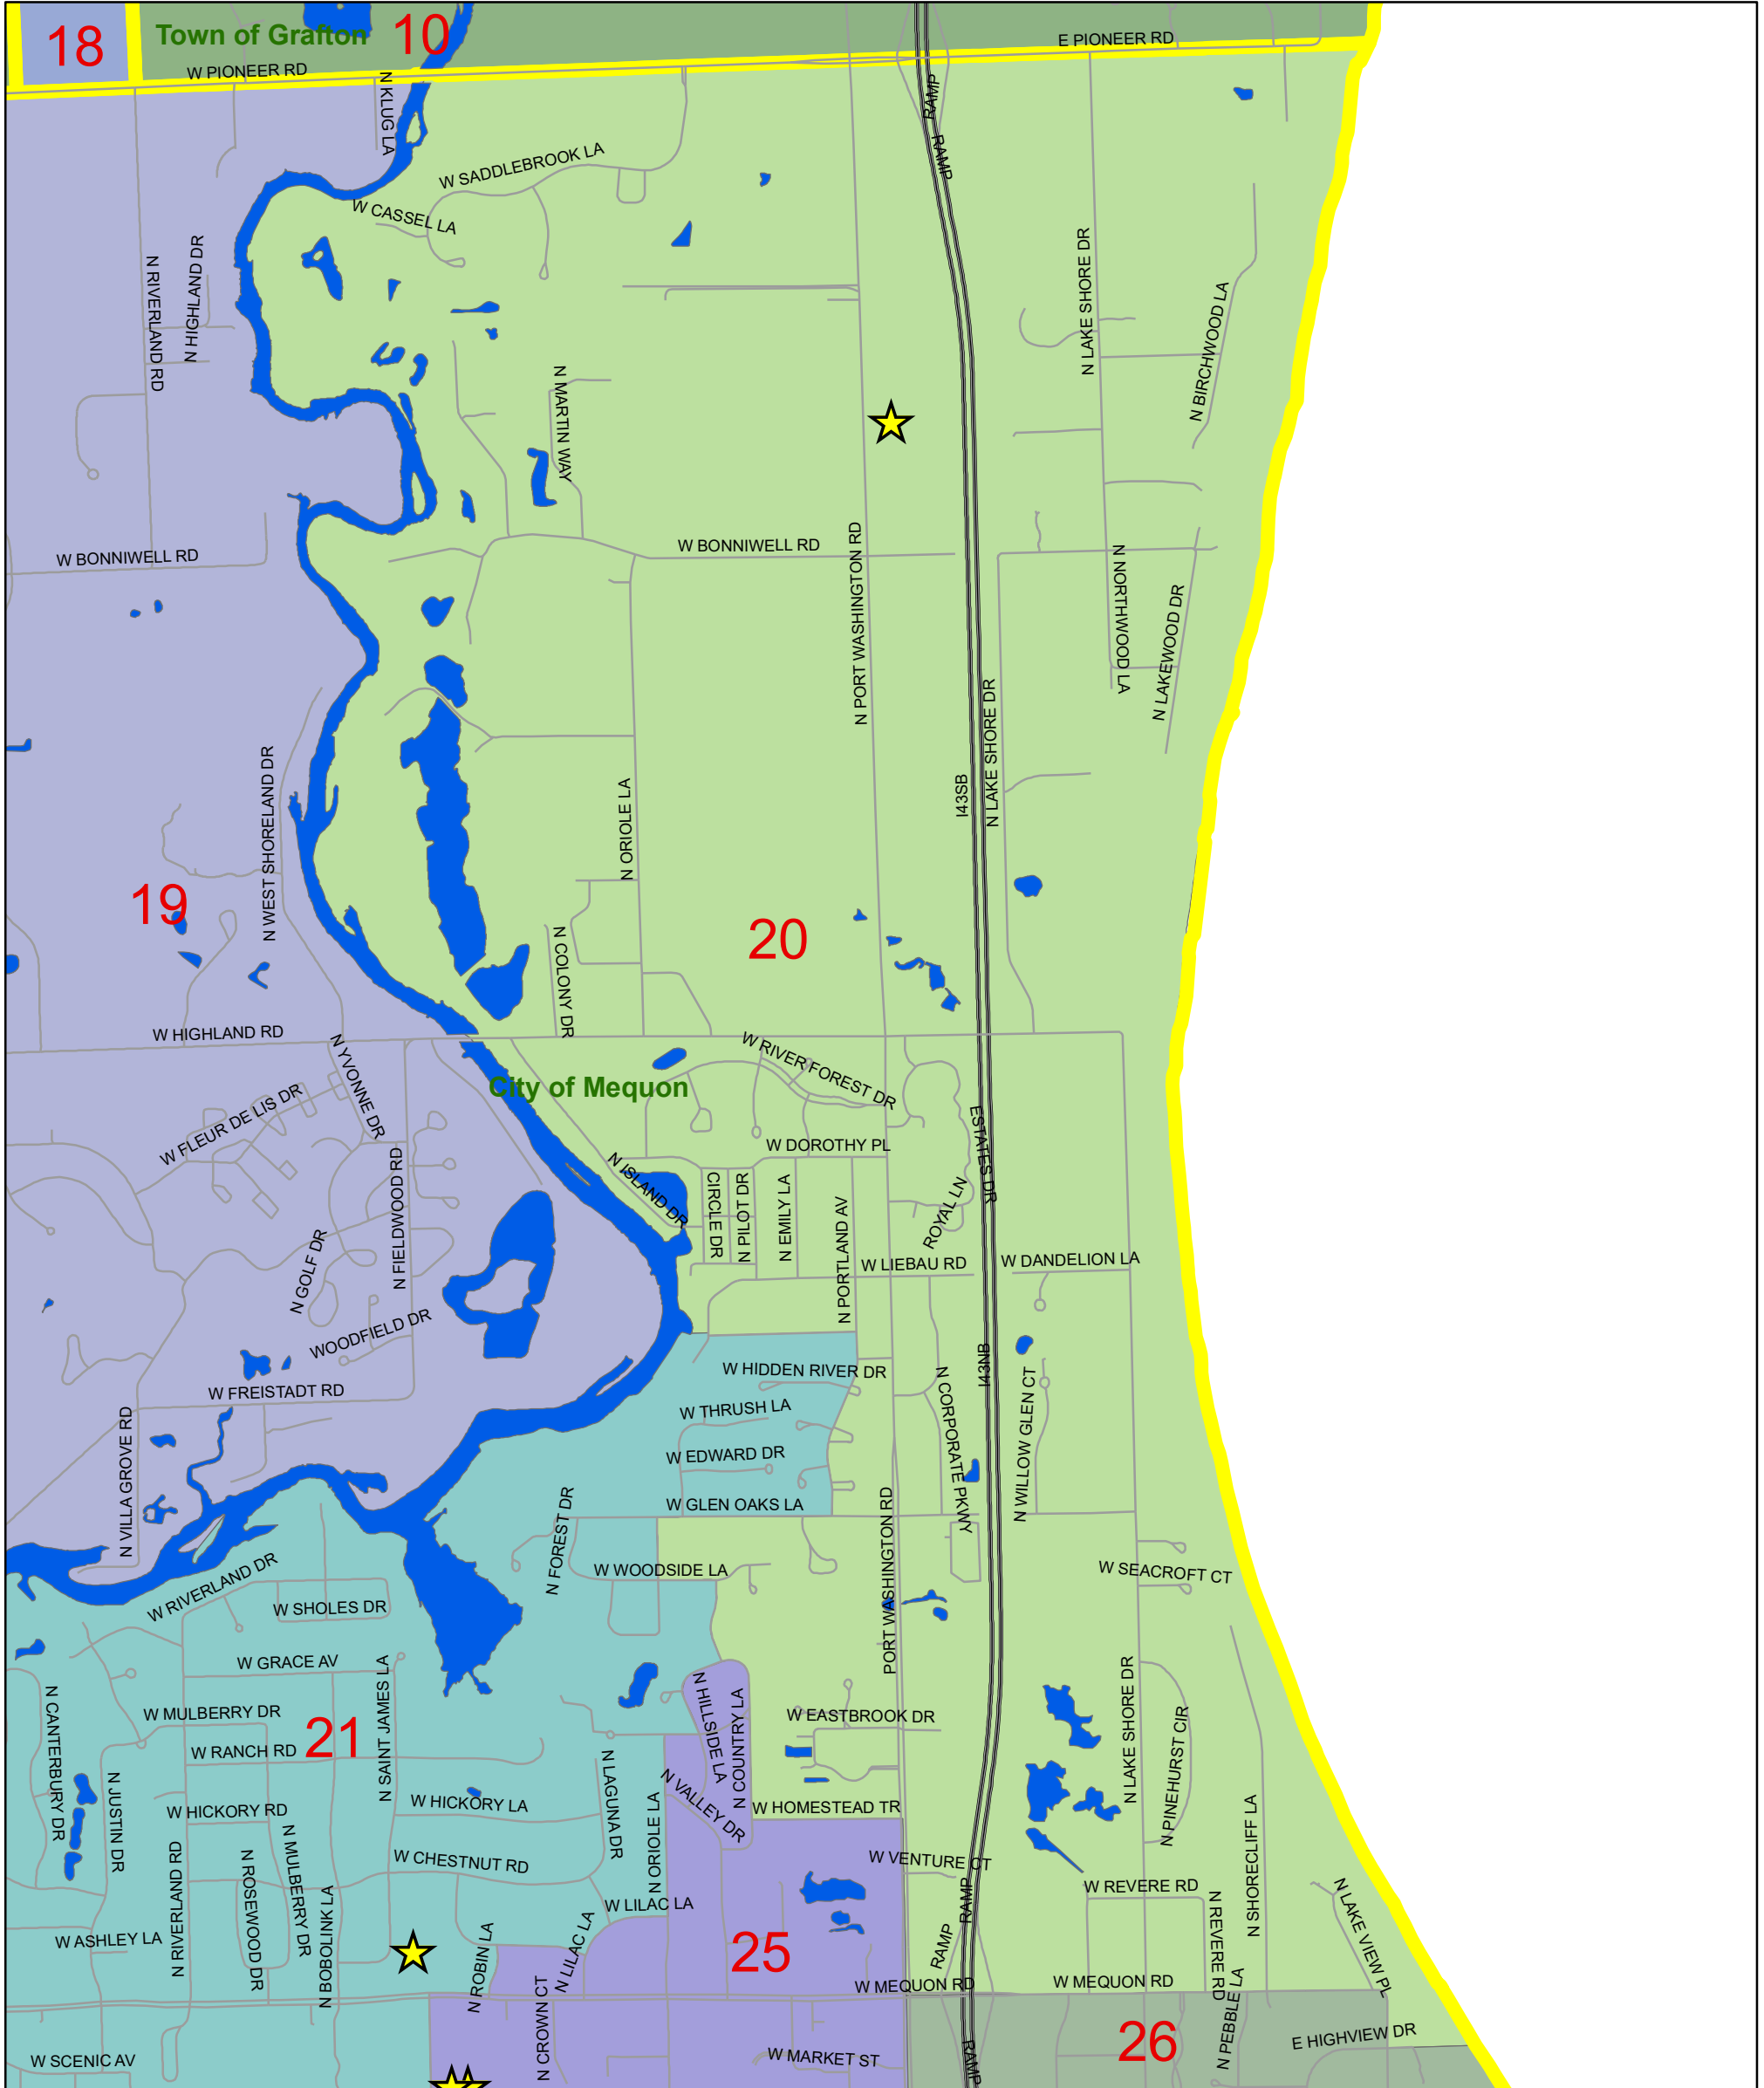 18
Town of Grafton
10
E PIONEER RD
W PIONEER RD
N KLUG LA
RAMP
RAMP
W SADDLEBROOK LA
W CASSEL LA
N RIVERLAND RD
N HIGHLAND DR
N LAKE SHORE DR
N BIRCHWOOD LA
N MARTIN WAY
W BONNIWELL RD
W BONNIWELL RD
N PORT WASHINGTON RD
N NORTHWOOD LA
N LAKEWOOD DR
N WEST SHORELAND DR
N ORIOLE LA
I43SB
N LAKE SHORE DR
19
20
N COLONY DR
W HIGHLAND RD
N YVONNE DR
W RIVER FOREST DR
City of Mequon
W FLEUR DE LIS DR
N FIELDWOOD RD
W DOROTHY PL
ESTATES DR
N ISLAND DR
CIRCLE DR
N PILOT DR
N EMILY LA
N PORTLAND AV
ROYAL LN
N GOLF DR
W LIEBAU RD
W DANDELION LA
WOODFIELD DR
I43NB
W HIDDEN RIVER DR
W FREISTADT RD
W THRUSH LA
N CORPORATE PKWY
N WILLOW GLEN CT
N VILLA GROVE RD
W EDWARD DR
W GLEN OAKS LA
N FOREST DR
PORT WASHINGTON RD
W WOODSIDE LA
W SEACROFT CT
W RIVERLAND DR
W SHOLES DR
W GRACE AV
N SAINT JAMES LA
N CANTERBURY DR
W MULBERRY DR
21
W RANCH RD
N HILLSIDE LA
N COUNTRY LA
W EASTBROOK DR
N LAKE SHORE DR
N PINEHURST CIR
N JUSTIN DR
W HICKORY RD
W HICKORY LA
N LAGUNA DR
N VALLEY DR
W HOMESTEAD TR
N ORIOLE LA
N SHORECLIFF LA
N RIVERLAND RD
N ROSEWOOD DR
N MULBERRY DR
W CHESTNUT RD
W VENTURE CT
W REVERE RD
N BOBOLINK LA
W LILAC LA
RAMP
N REVERE RD
N LAKE VIEW PL
W ASHLEY LA
N ROBIN LA
N LILAC LA
25
RAMP
W MEQUON RD
W MEQUON RD
N CROWN CT
N PEBBLE LA
26
E HIGHVIEW DR
W SCENIC AV
W MARKET ST
RAMP